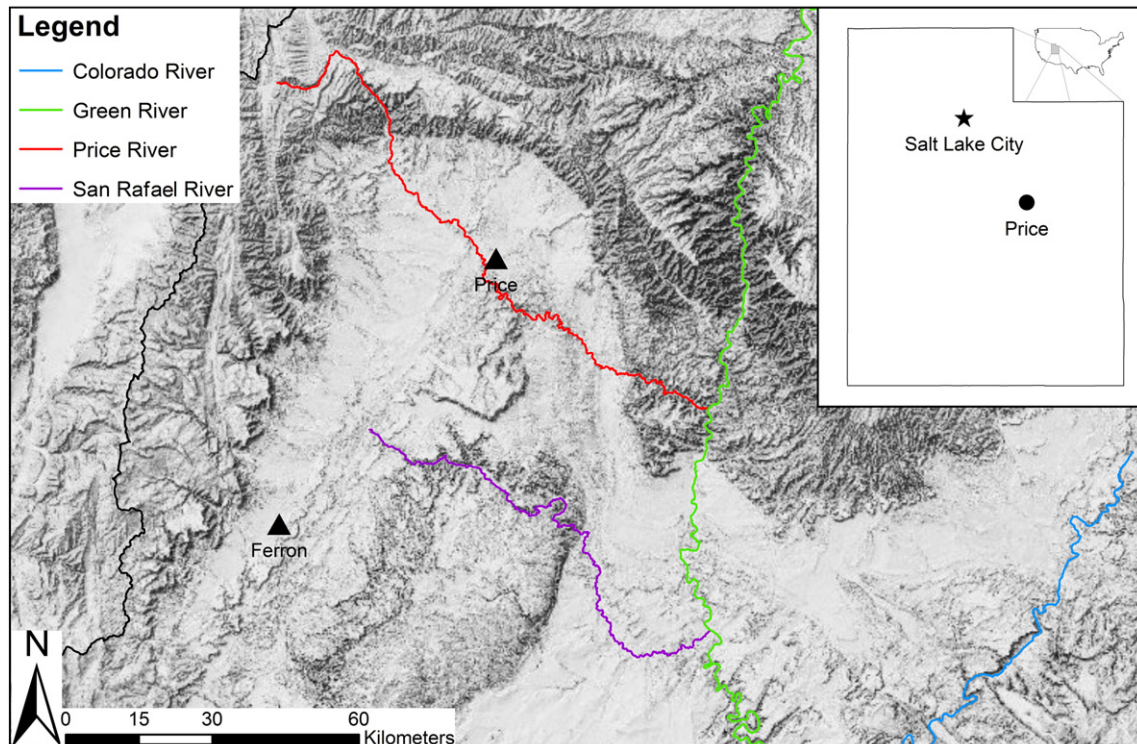 Legend
Colorado River
Green River
Price River
San Rafael River
Salt Lake City
Price
Price
Ferron
N
0 15 30 60
Kilometers